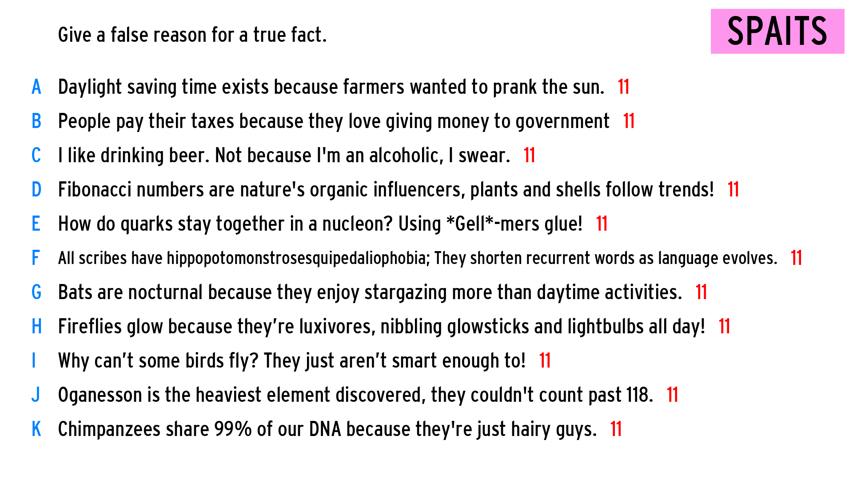 Give a false reason for a true fact.
SPAITS
A Daylight saving time exists because farmers wanted to prank the sun. 11
B People pay their taxes because they love giving money to government 11
C I like drinking beer. Not because I'm an alcoholic, I swear. 11
D Fibonacci numbers are nature's organic influencers, plants and shells follow trends! 11
E How do quarks stay together in a nucleon? Using *Gell*-mers glue! 11
F All scribes have hippopotomonstrosesquipedaliophobia; They shorten recurrent words as language evolves. 11
G Bats are nocturnal because they enjoy stargazing more than daytime activities. 11
H Fireflies glow because they’re luxivores, nibbling glowsticks and lightbulbs all day! 11
I Why can’t some birds fly? They just aren’t smart enough to! 11
J Oganesson is the heaviest element discovered, they couldn't count past 118. 11
K Chimpanzees share 99% of our DNA because they're just hairy guys. 11